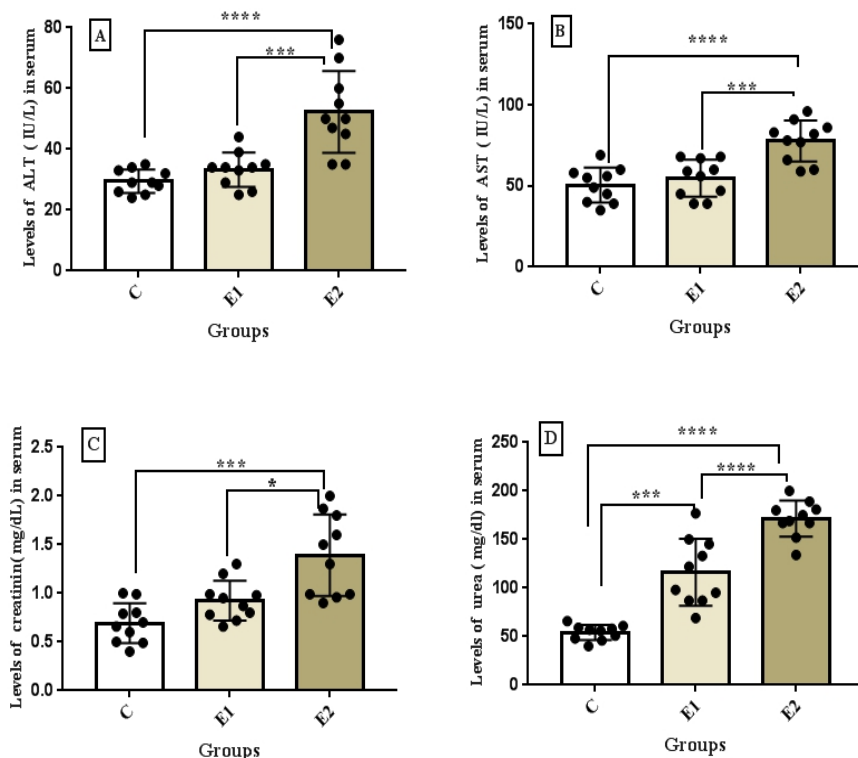 A
Levels of ALT ( IU/L) in serum
80
60
40
20
0
****
***
C
E1
E2
Groups
B
Levels of AST ( IU/L) in serum
150
100
50
0
****
***
C
E1
E2
Groups
C
Levels of creatinin(mg/dL) in serum
2.5
2.0
1.5
1.0
0.5
0.0
***
*
C
E1
E2
Groups
D
Levels of urea ( mg/dl) in serum
250
200
150
100
50
0
****
***
****
C
E1
E2
Groups